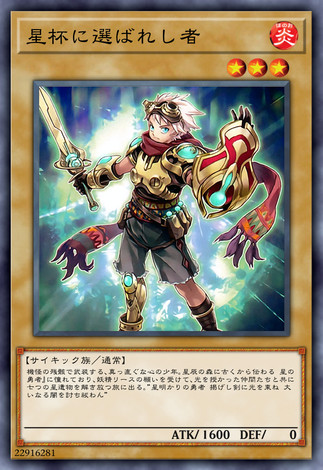 星杯に選ばれし者
ほのお
炎
【サイキック族／通常】
機怪の残骸で武装する、真っ直ぐな心の少年。星辰の森に古くから伝わる『星の
勇者』に憧れており、妖精リースの願いを受けて、光を授かった仲間たちと共に
七つの星遺物を解き放つ旅に出る。“星明かりの勇者 掲げし剣に光を束ね 大
いなる闇を討ち祓わん”
ATK/ 1600 DEF/ 0
22916281